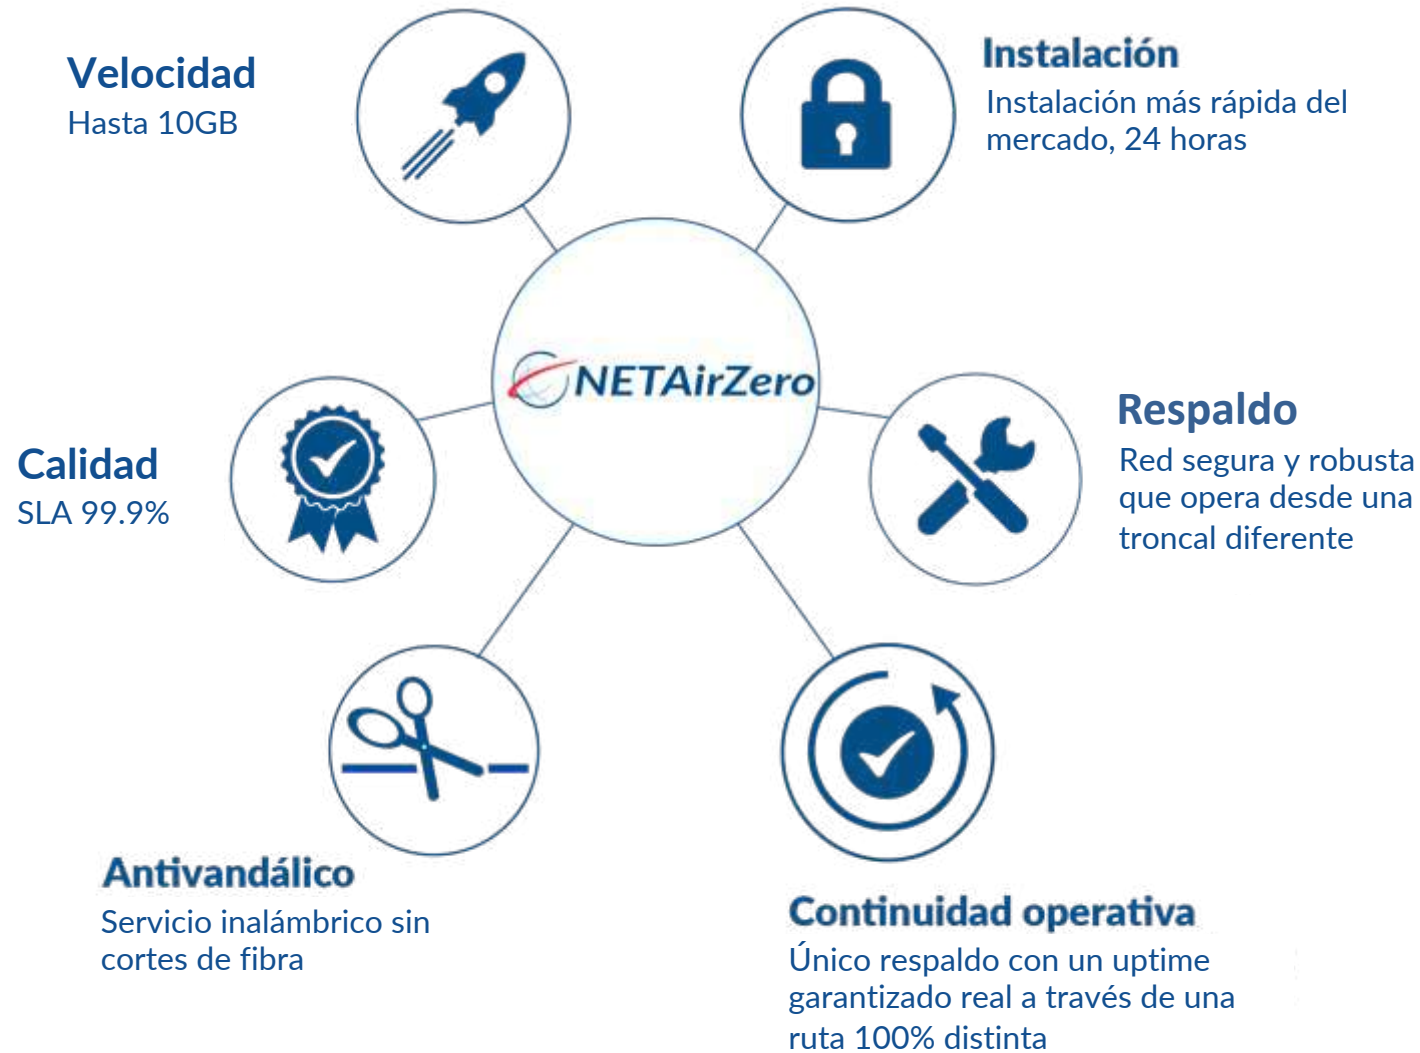 Velocidad
Hasta 10GB
Instalación
Instalación más rápida del
mercado, 24 horas
NETAirZero
Calidad
SLA 99.9%
Respaldo
Red segura y robusta
que opera desde una
troncal diferente
Antivandálico
Servicio inalámbrico sin
cortes de fibra
Continuidad operativa
Único respaldo con un uptime
garantizado real a través de una
ruta 100% distinta